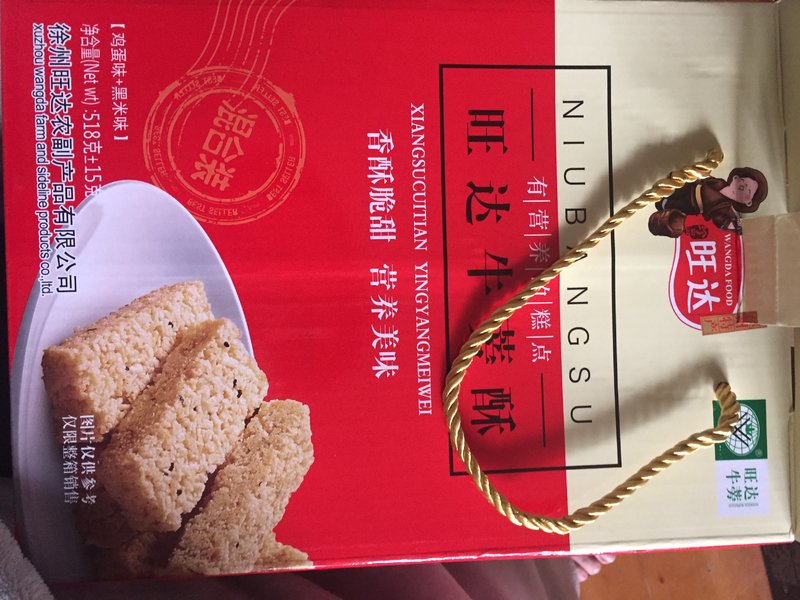 WANGDA FOOD
旺达
旺达
牛蒡
NIUBANGSU
有营养的糕点
旺达牛蒡酥
XIANGSUCUITIAN YINGYANGMEIWEI
香酥脆甜 营养美味
混合装
【鸡蛋味+黑米味】
净含量(Net wt):518克±15克
徐州旺达农副产品有限公司
xuzhou wangda farm and sideline products co.,ltd.
图片仅供参考
仅限整箱销售